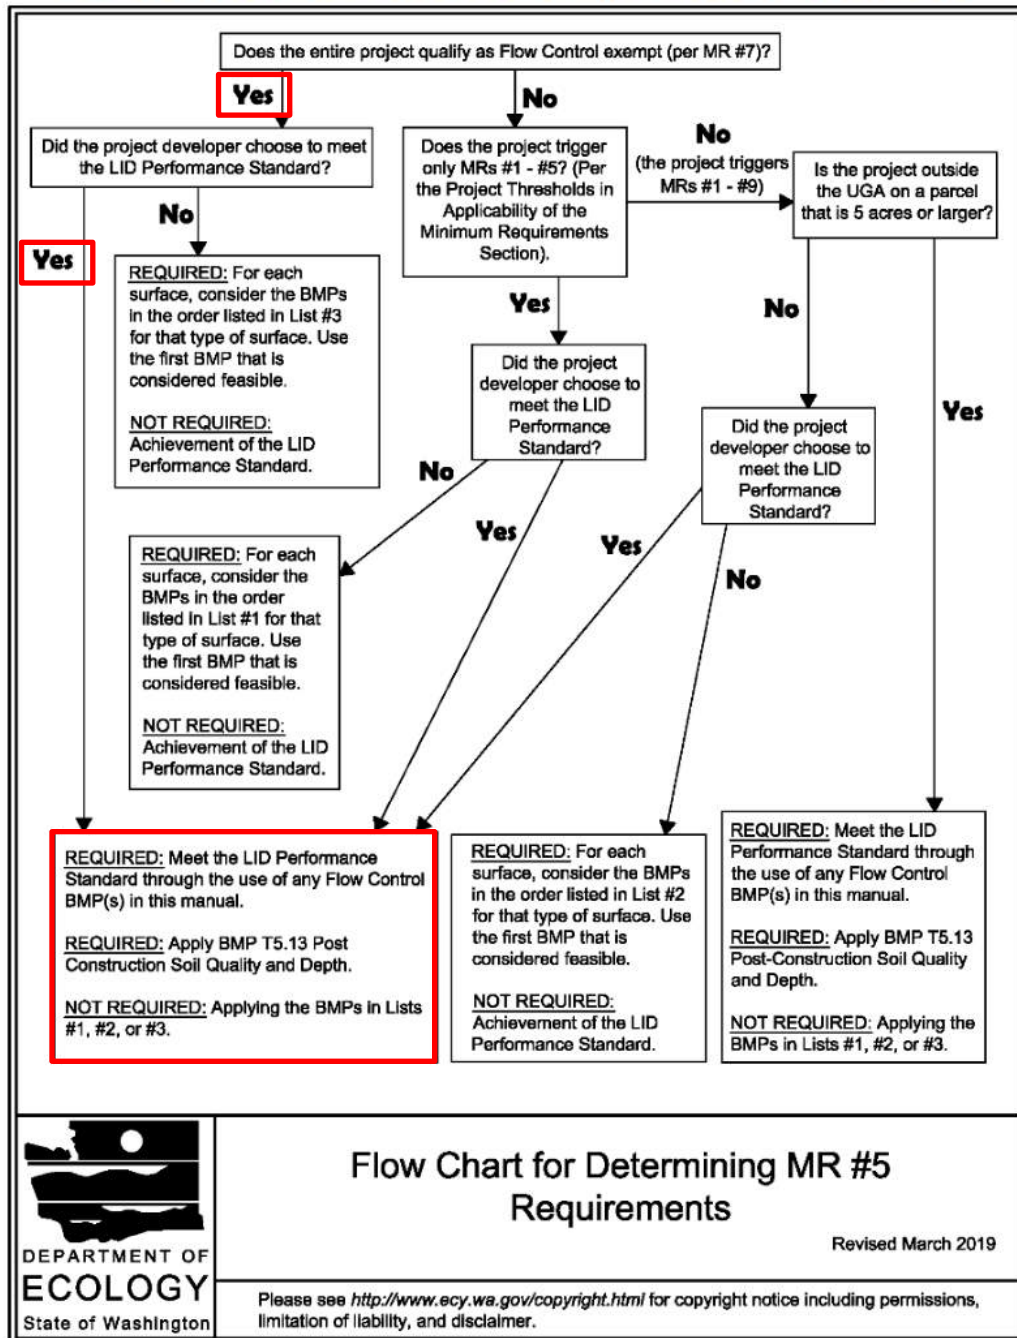 Does the entire project qualify as Flow Control exempt (per MR #7)?
Yes
No
Did the project developer choose to meet
the LID Performance Standard?
Does the project trigger
only MRs #1 - #5? (Per
the Project Thresholds in
Applicability of the
Minimum Requirements
Section).
No
(the project triggers
MRs #1 - #9)
Is the project outside
the UGA on a parcel
that is 5 acres or larger?
No
Yes
REQUIRED: For each
surface, consider the BMPs
in the order listed in List #3
for that type of surface. Use
the first BMP that is
considered feasible.
NOT REQUIRED:
Achievement of the LID
Performance Standard.
Yes
No
Did the project
developer choose to
meet the LID
Performance
Standard?
Yes
Did the project
developer choose to
meet the LID
Performance
Standard?
No
Yes
Yes
No
REQUIRED: For each
surface, consider the
BMPs in the order
listed in List #1 for that
type of surface. Use
the first BMP that is
considered feasible.
NOT REQUIRED:
Achievement of the LID
Performance Standard.
REQUIRED: Meet the LID Performance
Standard through the use of any Flow Control
BMP(s) in this manual.
REQUIRED: Apply BMP T5.13 Post
Construction Soil Quality and Depth.
NOT REQUIRED: Applying the BMPs in Lists
#1, #2, or #3.
REQUIRED: For each
surface, consider the BMPs
in the order listed in List #2
for that type of surface. Use
the first BMP that is
considered feasible.
NOT REQUIRED:
Achievement of the LID
Performance Standard.
REQUIRED: Meet the LID
Performance Standard through
the use of any Flow Control
BMP(s) in this manual.
REQUIRED: Apply BMP T5.13
Post-Construction Soil Quality
and Depth.
NOT REQUIRED: Applying the
BMPs in Lists #1, #2, or #3.
DEPARTMENT OF
ECOLOGY
State of Washington
Flow Chart for Determining MR #5
Requirements
Revised March 2019
Please see http://www.ecy.wa.gov/copyright.html for copyright notice including permissions,
limitation of liability, and disclaimer.